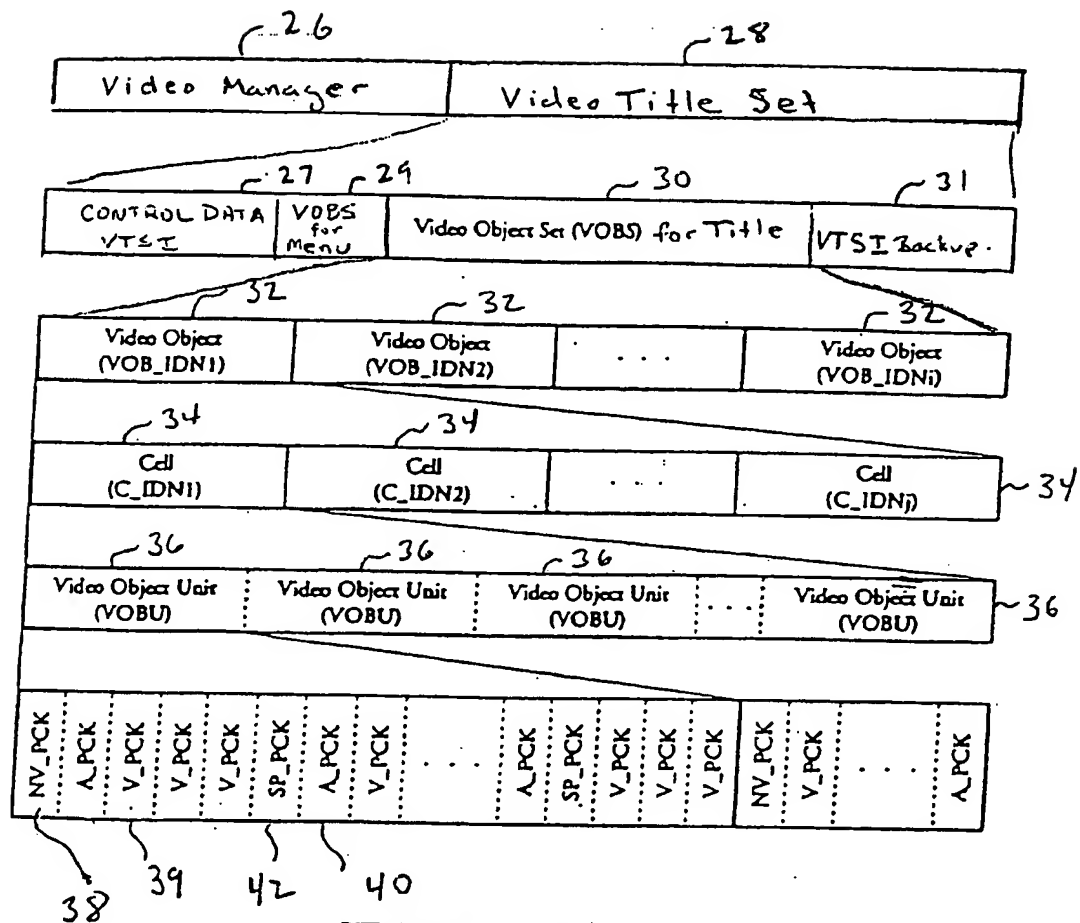 26
28
Video Manager
Video Title Set
27
29
30
31
CONTROL DATA
VTSI
VOBS
for
Menu
Video Object Set (VOBS) for Title
VTSI Backup.
32
32
32
Video Object
(VOB_IDN1)
Video Object
(VOB_IDN2)
. . .
Video Object
(VOB_IDNi)
34
34
Cell
(C_IDN1)
Cell
(C_IDN2)
. . .
Cell
(C_IDNj)
34
36
36
36
Video Object Unit
(VOBU)
Video Object Unit
(VOBU)
Video Object Unit
(VOBU)
. . .
Video Object Unit
(VOBU)
36
NV_PCK
A_PCK
V_PCK
V_PCK
V_PCK
SP_PCK
A_PCK
V_PCK
. . . .
A_PCK
SP_PCK
V_PCK
V_PCK
V_PCK
NV_PCK
V_PCK
. . .
A_PCK
38
39
42
40